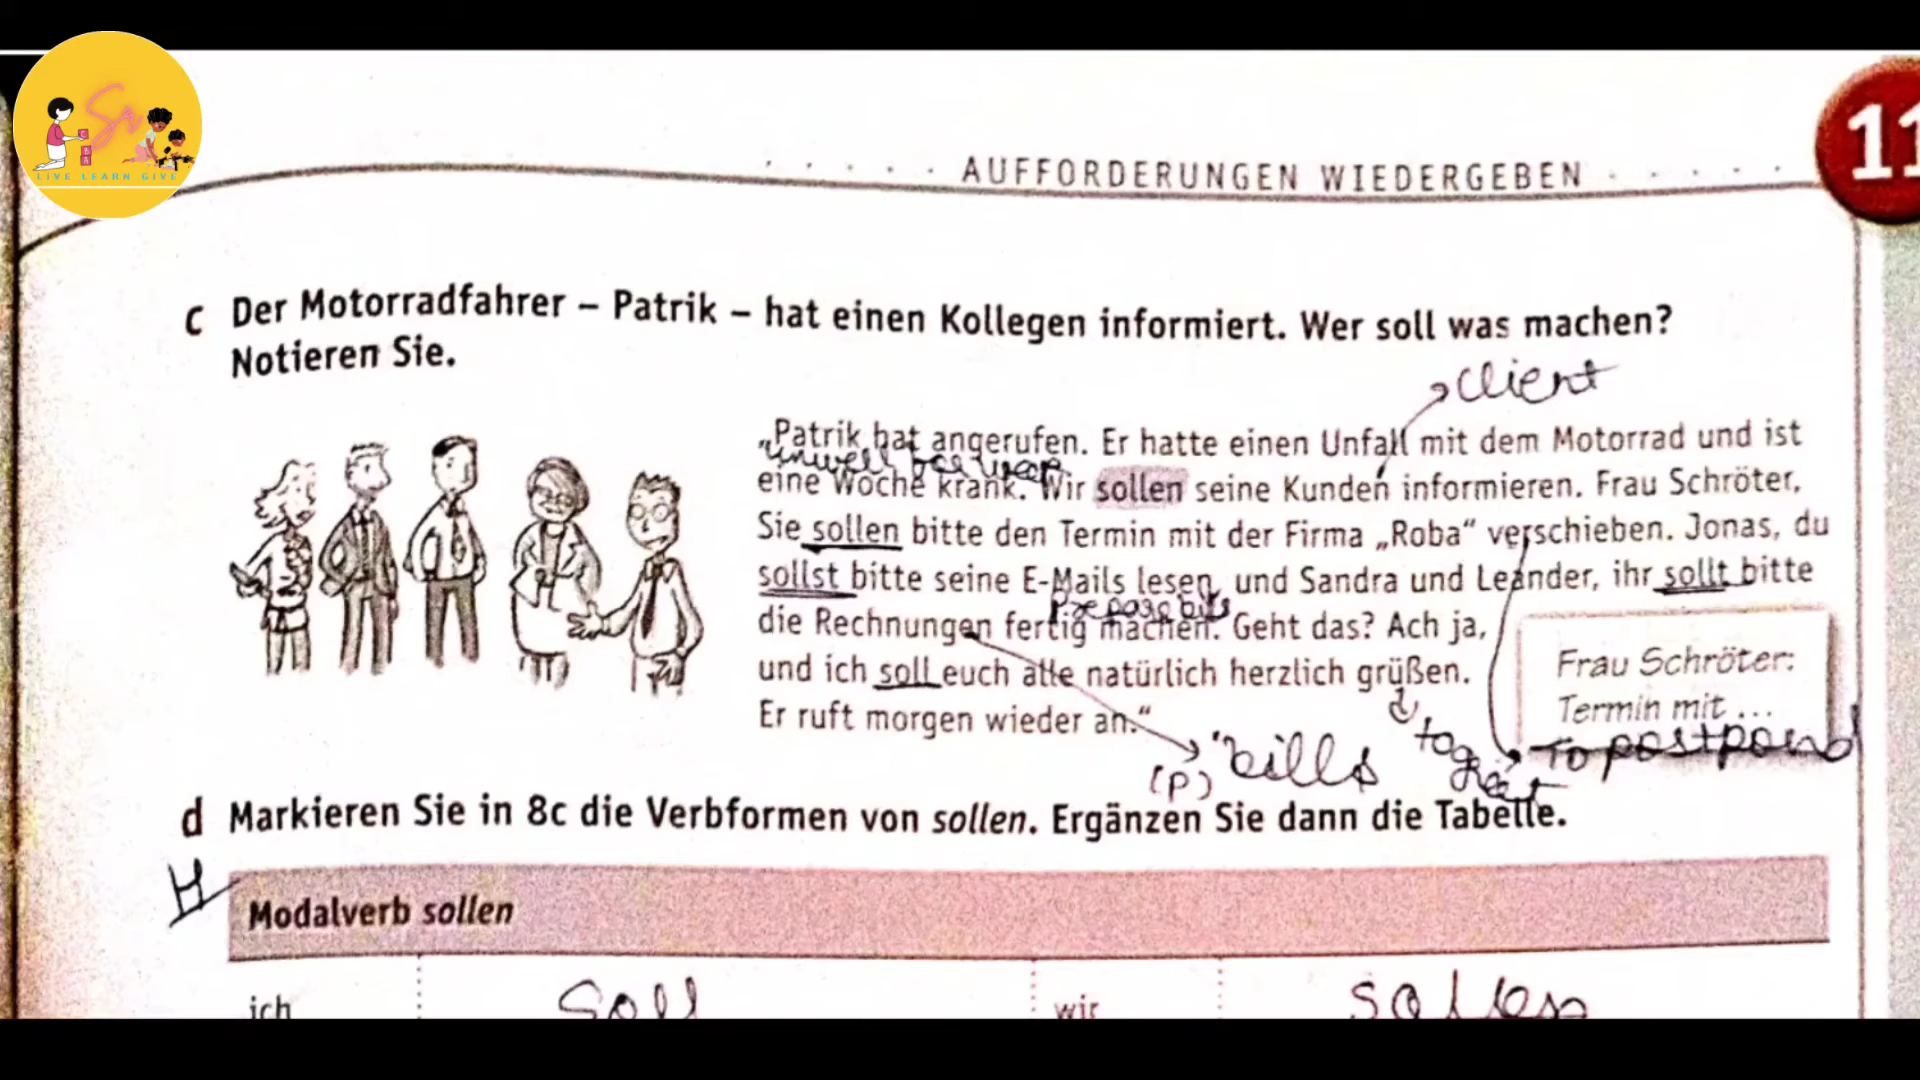 Sr
LIVE LEARN GIVE
AUFFORDERUNGEN WIEDERGEBEN
11
c Der Motorradfahrer – Patrik – hat einen Kollegen informiert. Wer soll was machen?
Notieren Sie.
client
„Patrik hat angerufen. Er hatte einen Unfall mit dem Motorrad und ist
unwell
eine Woche krank. Wir sollen seine Kunden informieren. Frau Schröter,
Sie sollen bitte den Termin mit der Firma „Roba“ verschieben. Jonas, du
sollst bitte seine E-Mails lesen, und Sandra und Leander, ihr sollt bitte
bills
die Rechnungen fertig machen. Geht das? Ach ja,
und ich soll euch alle natürlich herzlich grüßen.
Er ruft morgen wieder an.“
Frau Schröter:
Termin mit ...
To postpond
(P) bills
to greet
d Markieren Sie in 8c die Verbformen von sollen. Ergänzen Sie dann die Tabelle.
H
Modalverb sollen
ich soll wir sollen